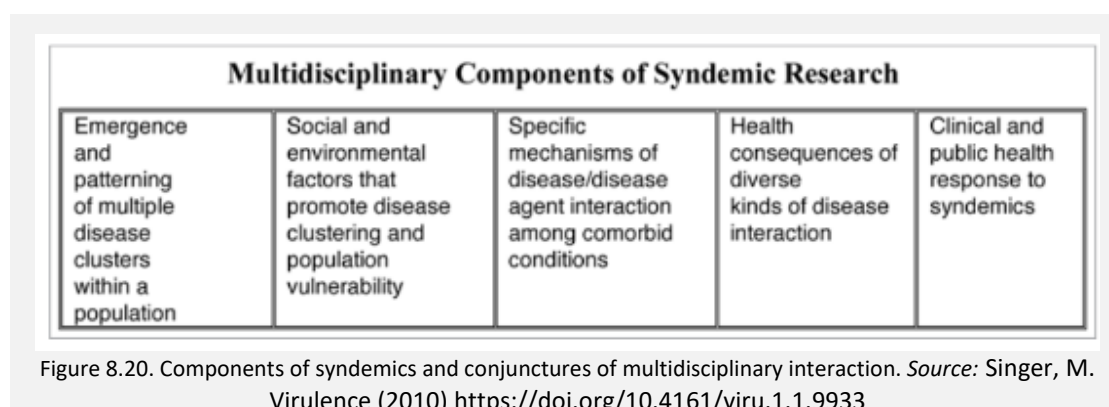 Multidisciplinary Components of Syndemic Research
Emergence
and
patterning
of multiple
disease
clusters
within a
population
Social and
environmental
factors that
promote disease
clustering and
population
vulnerability
Specific
mechanisms of
disease/disease
agent interaction
among comorbid
conditions
Health
consequences of
diverse
kinds of disease
interaction
Clinical and
public health
response to
syndemics
Figure 8.20. Components of syndemics and conjunctures of multidisciplinary interaction. Source: Singer, M.
Virulence (2010) https://doi.org/10.4161/viru.1.1.9933